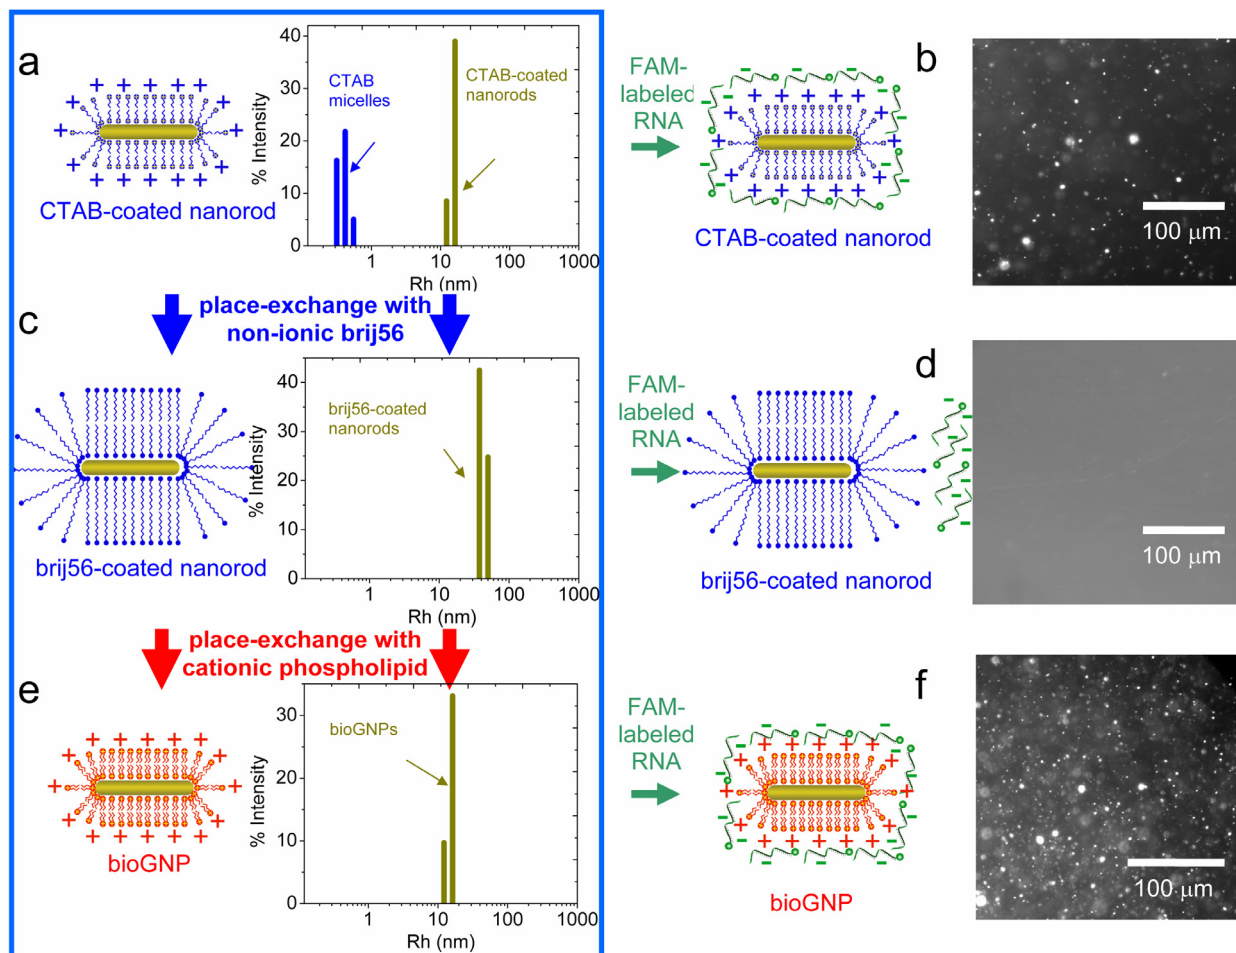 a
40
30
20
10
0
% Intensity
CTAB
micelles
CTAB-coated
nanorods
1
10
100
1000
Rh (nm)
CTAB-coated nanorod
FAM-
labeled
RNA
CTAB-coated nanorod
b
100 μm
place-exchange with
non-ionic brij56
c
40
30
20
10
0
% Intensity
brij56-coated
nanorods
1
10
100
1000
Rh (nm)
brij56-coated nanorod
FAM-
labeled
RNA
brij56-coated nanorod
d
100 μm
place-exchange with
cationic phospholipid
e
30
20
10
0
% Intensity
bioGNPs
1
10
100
1000
Rh (nm)
bioGNP
FAM-
labeled
RNA
bioGNP
f
100 μm